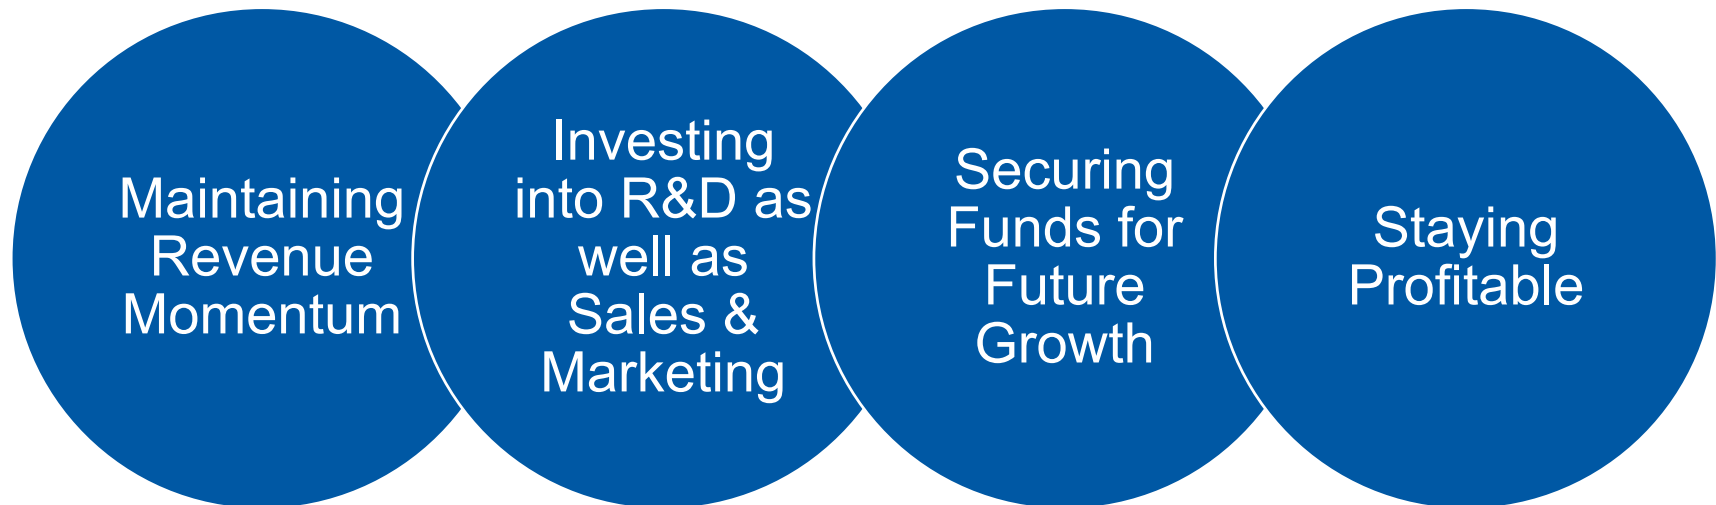 Maintaining
Revenue
Momentum
Investing
into R&D as
well as
Sales &
Marketing
Securing
Funds for
Future
Growth
Staying
Profitable